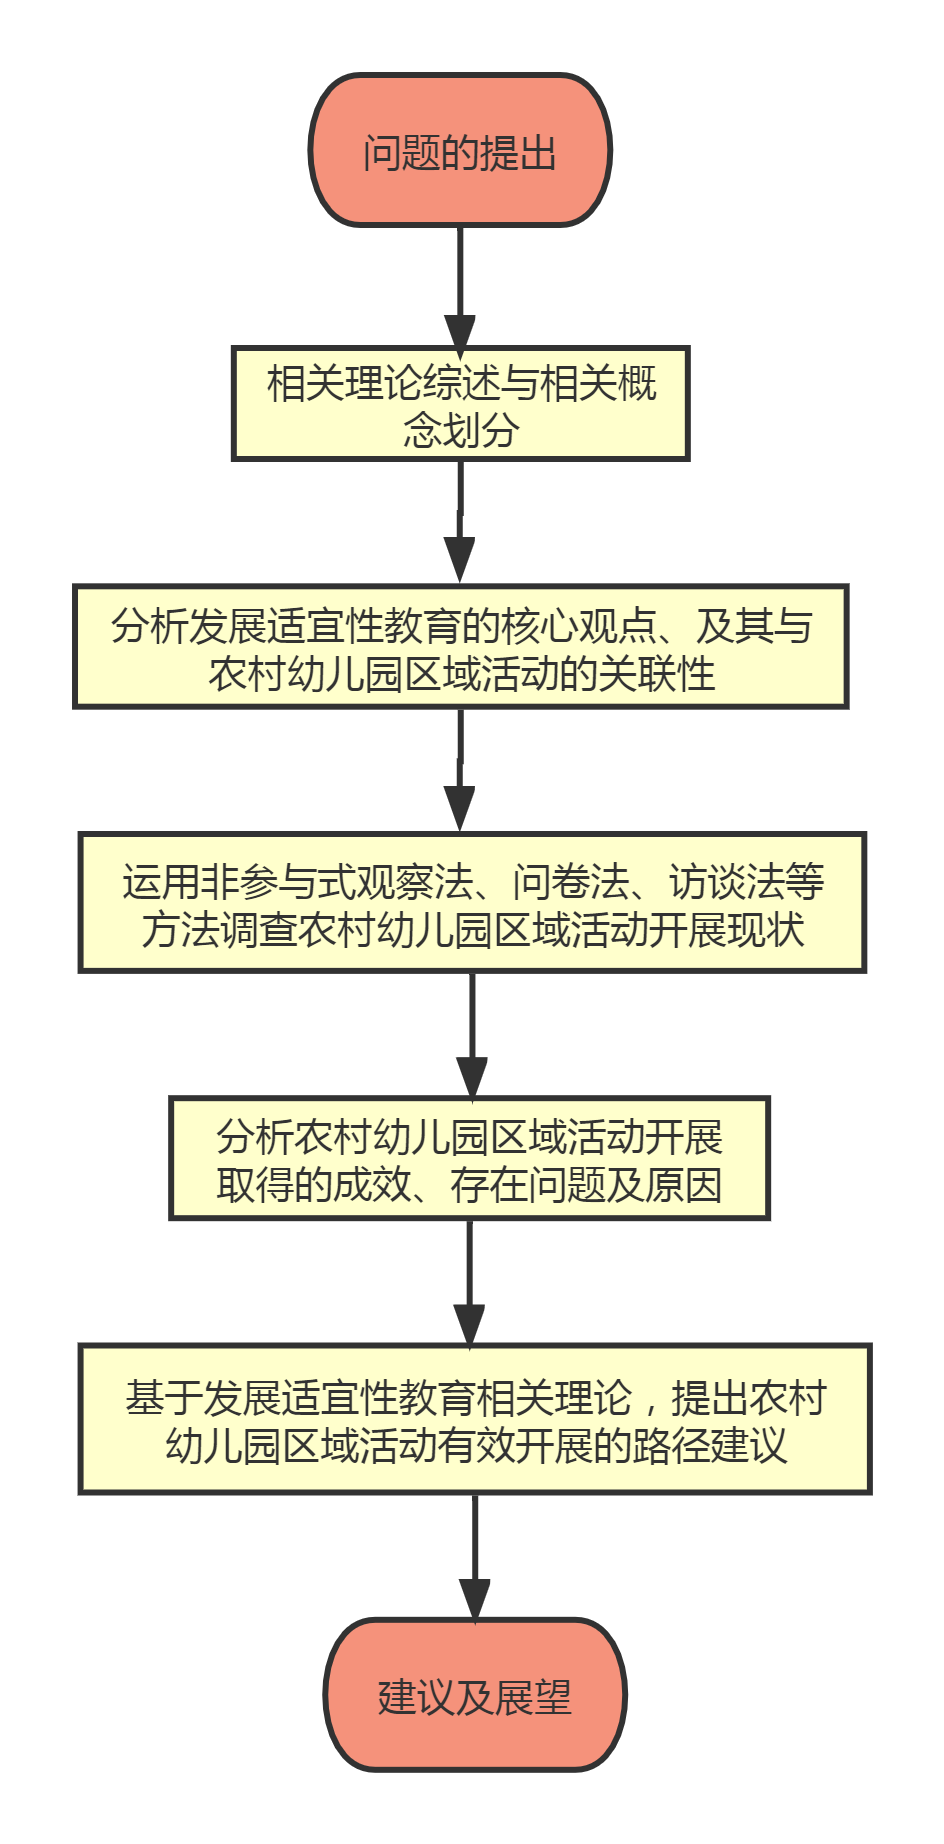 问题的提出
相关理论综述与相关概
念划分
分析发展适宜性教育的核心观点、及其与
农村幼儿园区域活动的关联性
运用非参与式观察法、问卷法、访谈法等
方法调查农村幼儿园区域活动开展现状
分析农村幼儿园区域活动开展
取得的成效、存在问题及原因
基于发展适宜性教育相关理论，提出农村
幼儿园区域活动有效开展的路径建议
建议及展望